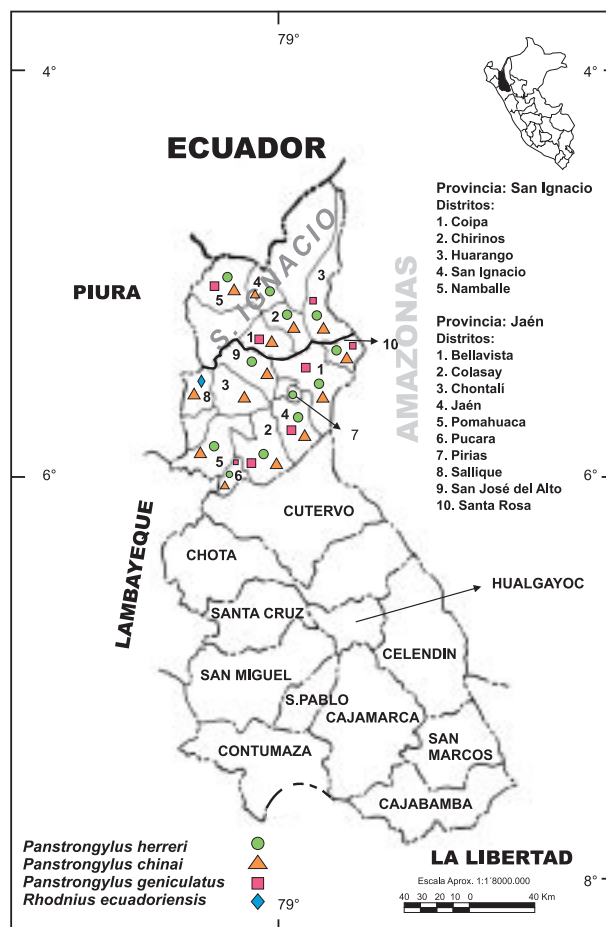 79°
4°
4°
ECUADOR
Provincia: San Ignacio
Distritos:
1. Coipa
2. Chirinos
3. Huarango
4. San Ignacio
5. Namballe
PIURA
S. IGNACIO
AMAZONAS
4
3
5
2
1
10
Provincia: Jaén
Distritos:
1. Bellavista
2. Colasay
3. Chontalí
4. Jaén
5. Pomahuaca
6. Pucara
7. Pirias
8. Sallique
9. San José del Alto
10. Santa Rosa
9
1
3
8
4
2
7
5
6
6°
6°
LAMBAYEQUE
CUTERVO
CHOTA
HUALGAYOC
SANTA CRUZ
CELENDIN
SAN MIGUEL
S.PABLO
CAJAMARCA
SAN
MARCOS
CONTUMAZA
CAJABAMBA
Panstrongylus herreri
Panstrongylus chinai
Panstrongylus geniculatus
Rhodnius ecuadoriensis
LA LIBERTAD
Escala Aprox. 1:1´8000.000
40 20 0 40 Km
8°
79°